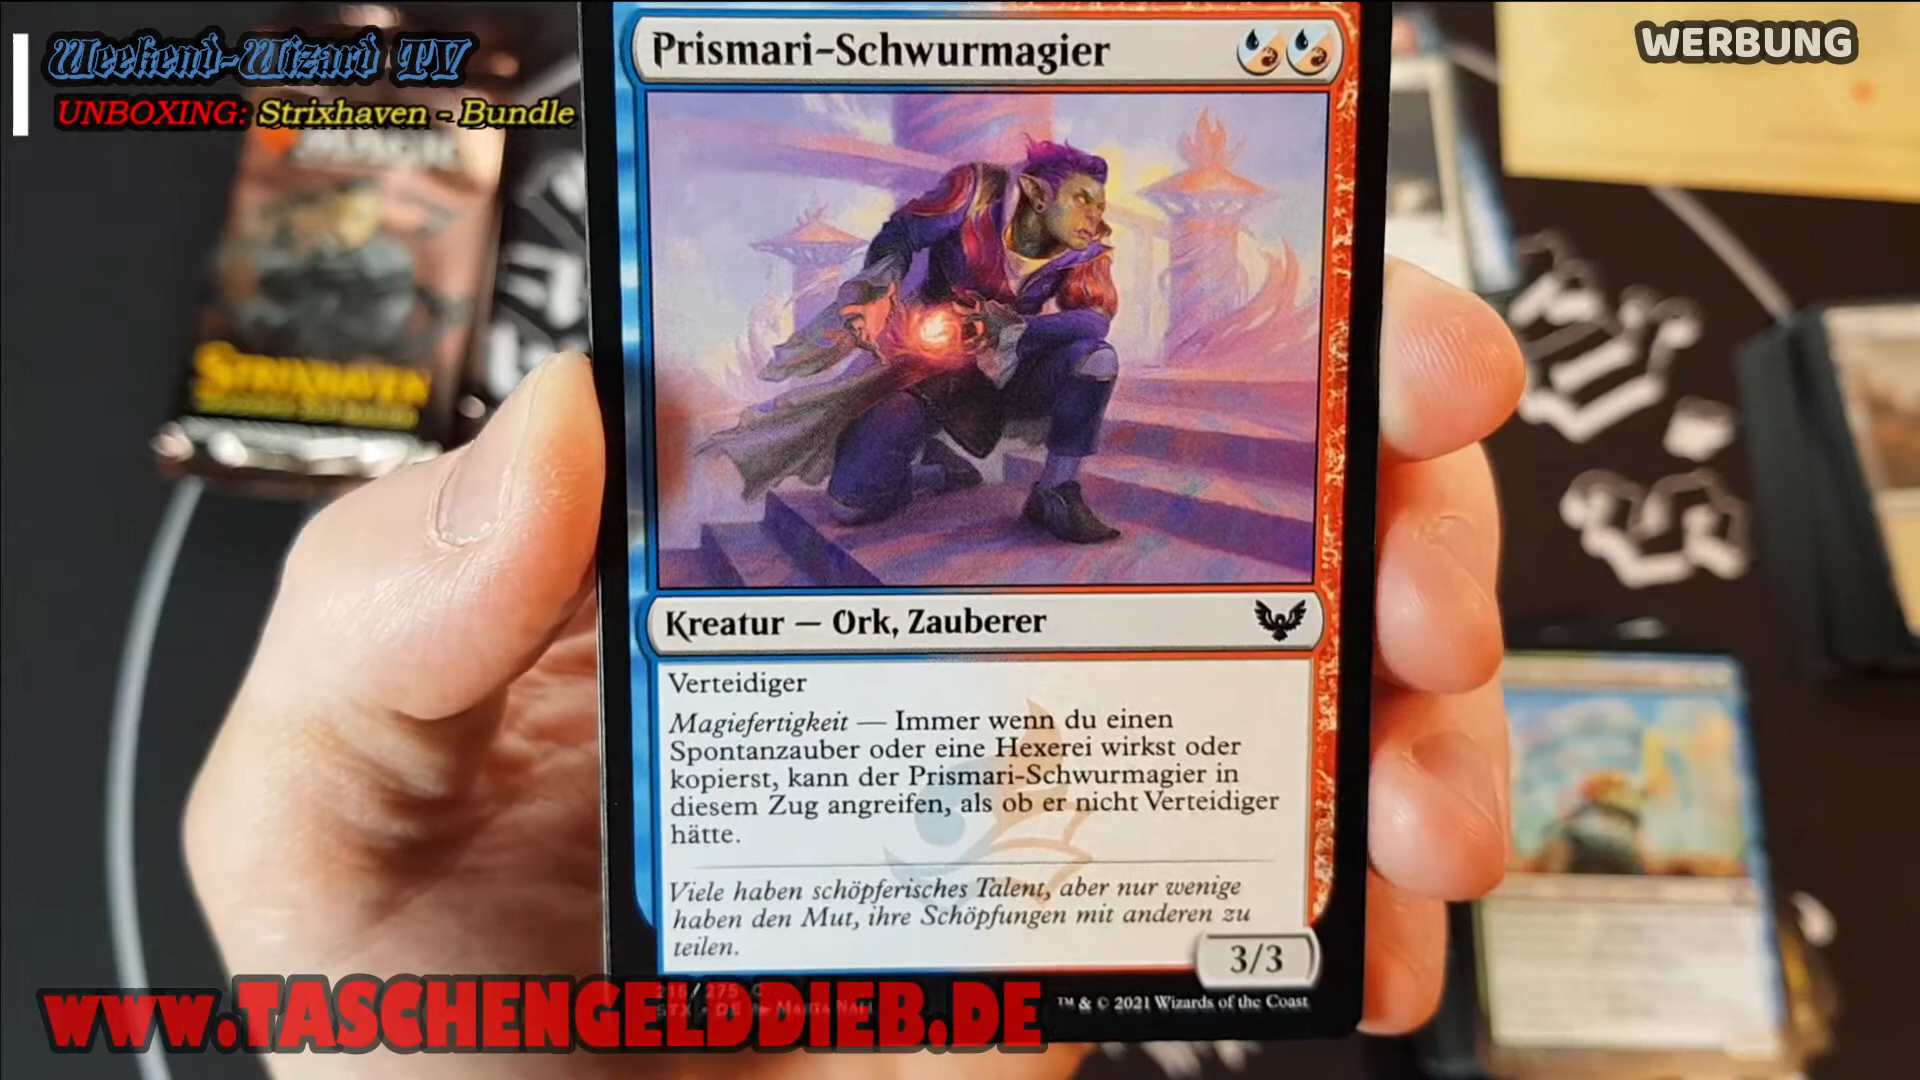 Weekend-Wizard TV
UNBOXING: Strixhaven - Bundle
WERBUNG
MAGIC
STRIXHAVEN
Prismari-Schwurmagier
Kreatur — Ork, Zauberer
Verteidiger
Magiefertigkeit — Immer wenn du einen
Spontanzauber oder eine Hexerei wirkst oder
kopierst, kann der Prismari-Schwurmagier in
diesem Zug angreifen, als ob er nicht Verteidiger
hätte.
Viele haben schöpferisches Talent, aber nur wenige
haben den Mut, ihre Schöpfungen mit anderen zu
teilen.
3/3
™ & © 2021 Wizards of the Coast
www.TASCHENGELDDIEB.DE